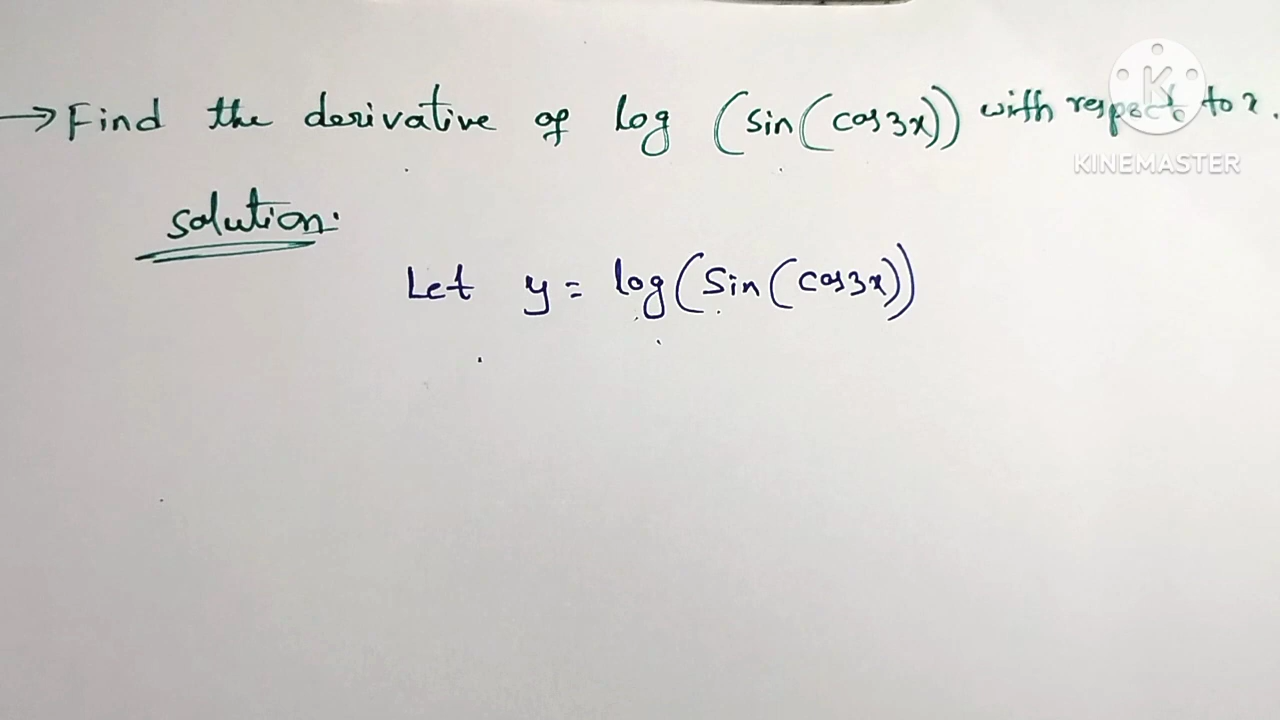 → Find the derivative of log (sin(cos3x)) with respect to x.
K
KINEMASTER
Solution:
Let y = log(Sin(cos3x))